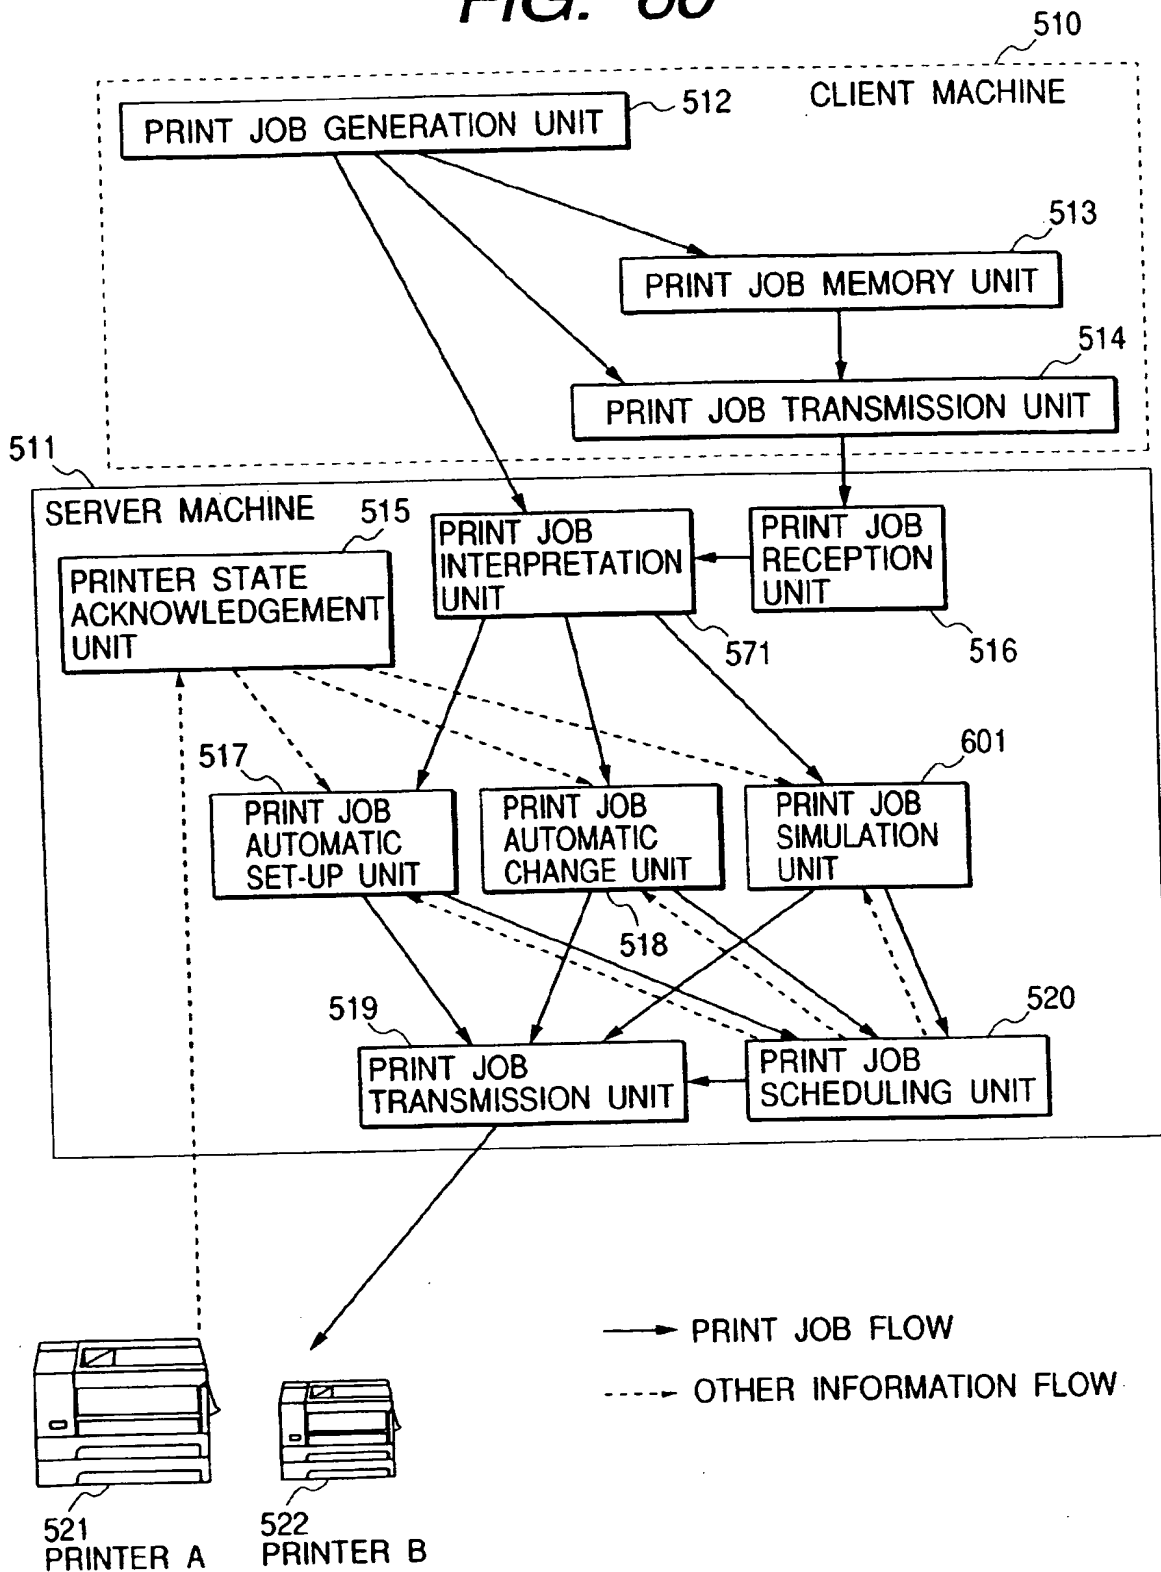 FIG. 60
510
CLIENT MACHINE
PRINT JOB GENERATION UNIT
512
513
PRINT JOB MEMORY UNIT
514
PRINT JOB TRANSMISSION UNIT
511
SERVER MACHINE
515
PRINTER STATE
ACKNOWLEDGEMENT
UNIT
PRINT JOB
INTERPRETATION
UNIT
571
PRINT JOB
RECEPTION
UNIT
516
517
PRINT JOB
AUTOMATIC
SET-UP UNIT
PRINT JOB
AUTOMATIC
CHANGE UNIT
518
601
PRINT JOB
SIMULATION
UNIT
519
PRINT JOB
TRANSMISSION UNIT
520
PRINT JOB
SCHEDULING UNIT
PRINT JOB FLOW
OTHER INFORMATION FLOW
521
PRINTER A
522
PRINTER B